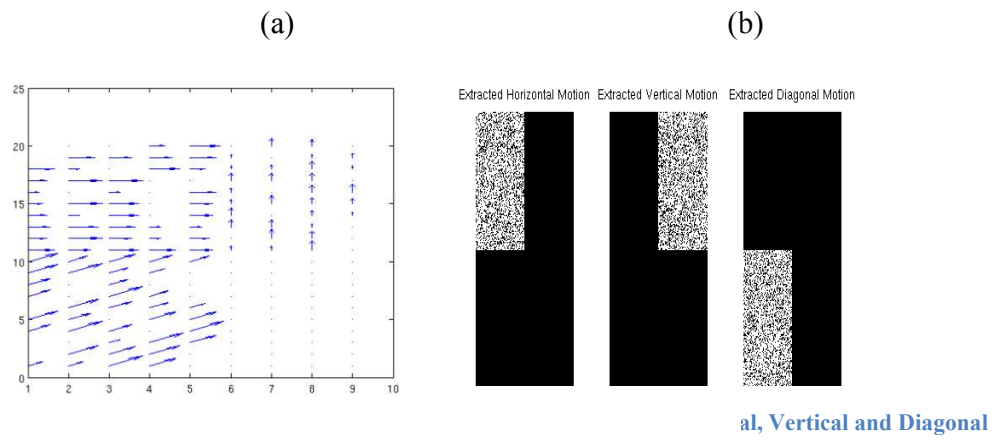 (a) (b)
Extracted Horizontal Motion Extracted Vertical Motion Extracted Diagonal Motion
25
20
15
10
5
0
1 2 3 4 5 6 7 8 9 10
al, Vertical and Diagonal